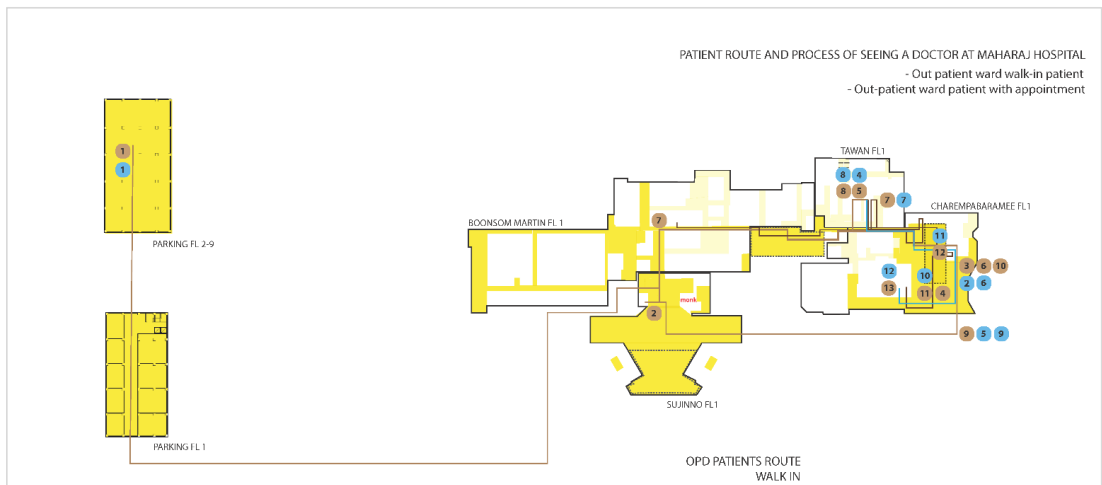 PATIENT ROUTE AND PROCESS OF SEEING A DOCTOR AT MAHARAJ HOSPITAL
- Out patient ward walk-in patient
- Out-patient ward patient with appointment
1
1
PARKING FL 2-9
TAWAN FL1
8 4
8 5
7 7
CHAREMPABARAMEE FL1
BOONSOM MARTIN FL 1
7
11
12
3 6 10
12
10
2 6
13
11 4
munk
2
9 5 9
SUJINNO FL1
PARKING FL 1
OPD PATIENTS ROUTE
WALK IN